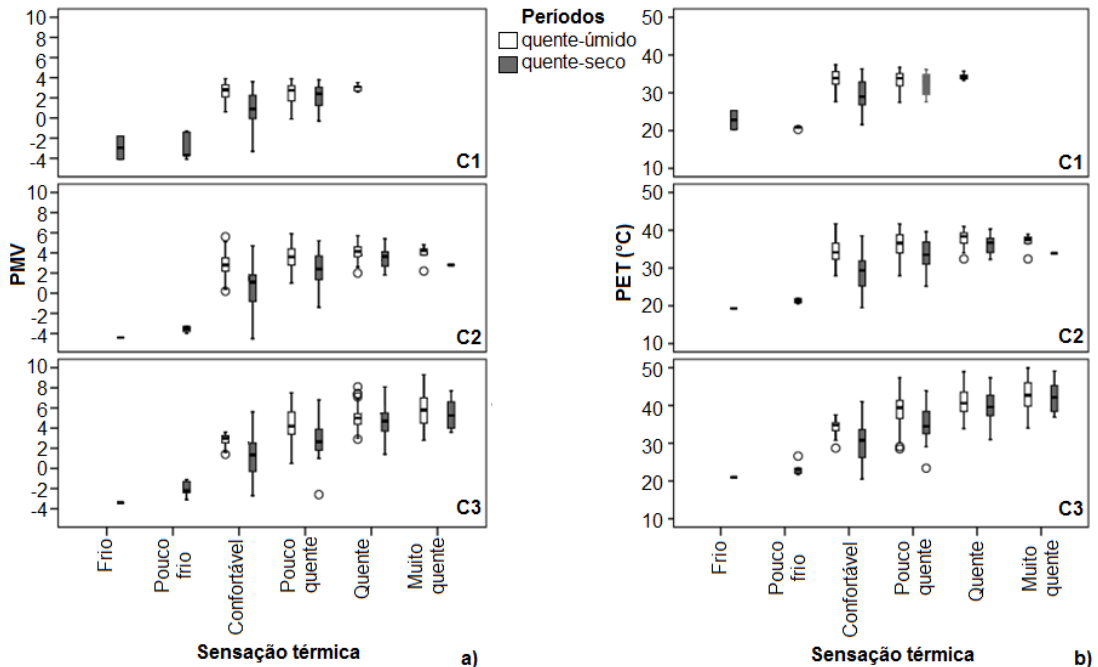 Períodos
quente-úmido
quente-seco
PMV
10
8
6
4
2
0
-2
-4
C1
10
8
6
4
2
0
-2
-4
C2
10
8
6
4
2
0
-2
-4
C3
Frio
Pouco frio
Confortável
Pouco quente
Quente
Muito quente
Sensação térmica
a)
PET (°C)
50
40
30
20
10
C1
50
40
30
20
10
C2
50
40
30
20
10
C3
Frio
Pouco frio
Confortável
Pouco quente
Quente
Muito quente
Sensação térmica
b)